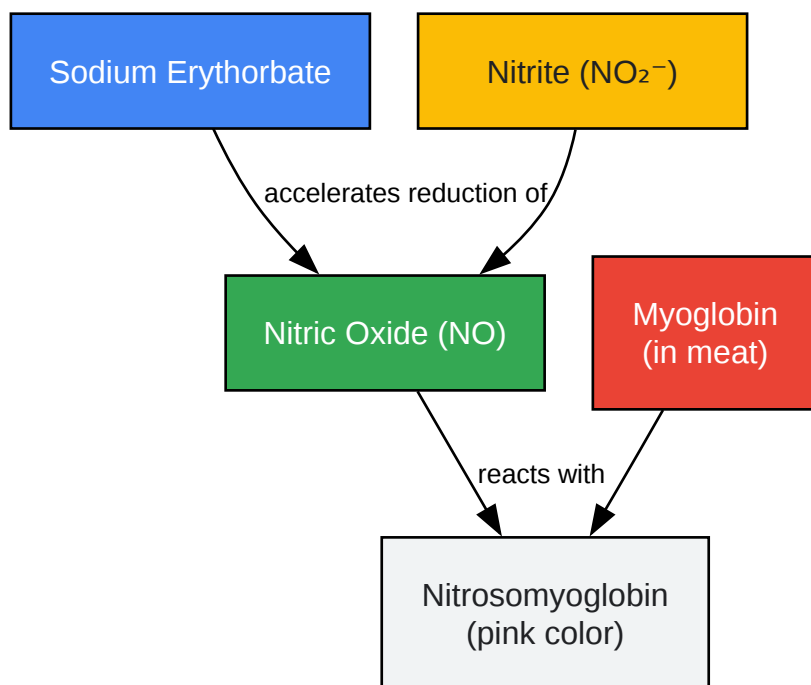 Sodium Erythorbate
Nitrite (NO₂⁻)
accelerates reduction of
Nitric Oxide (NO)
Myoglobin
(in meat)
reacts with
Nitrosomyoglobin
(pink color)